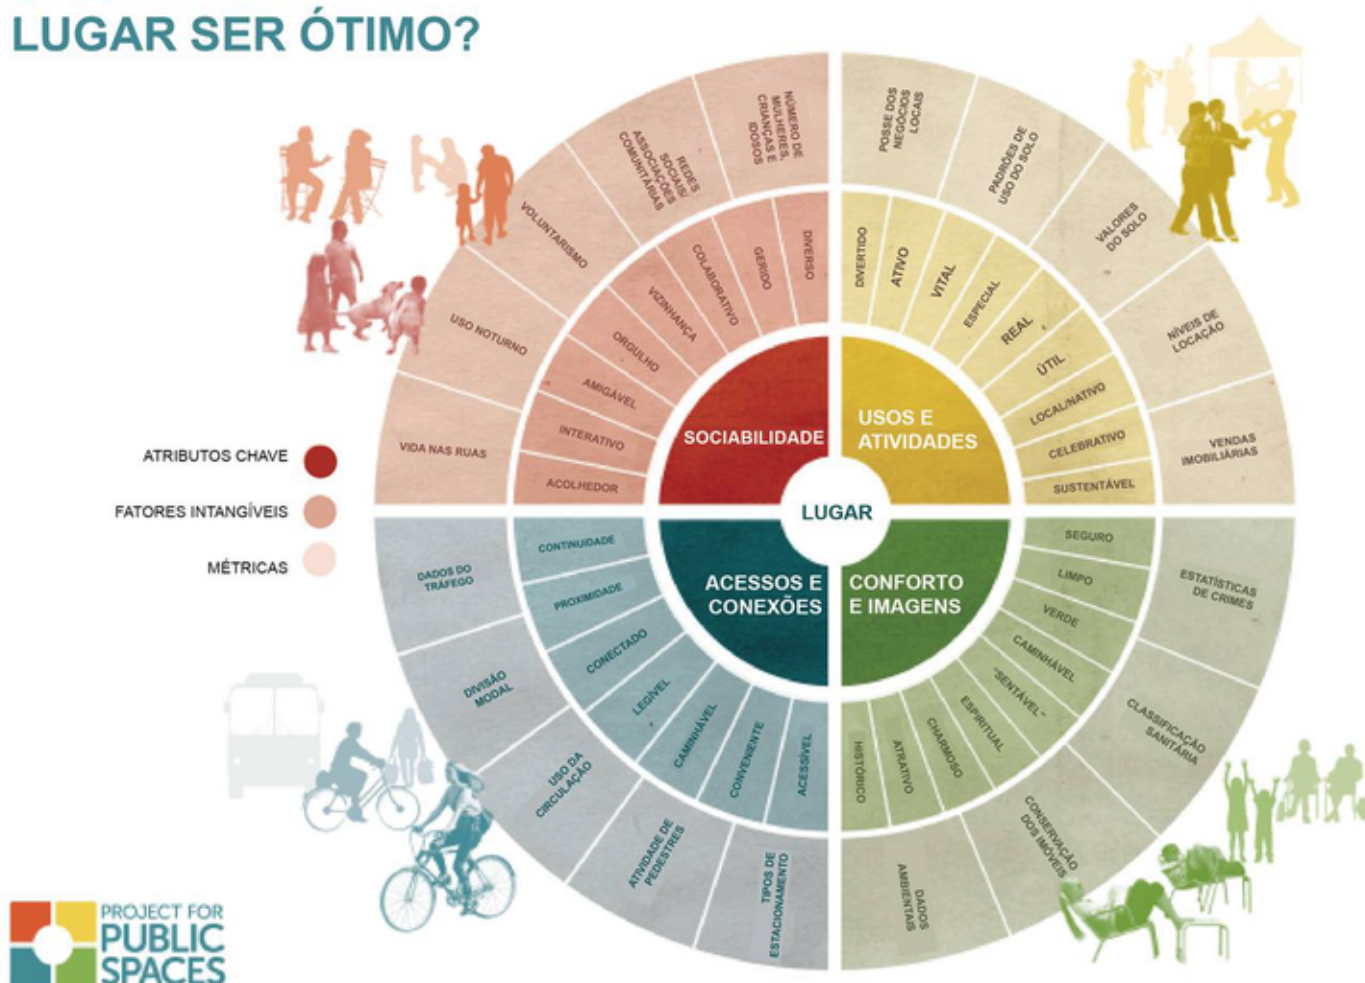 LUGAR SER ÓTIMO?
NÚMERO DE
MULHERES,
CRIANÇAS E
IDOSOS
REDES
SOCIAIS/
ASSOCIAÇÕES
COMUNITÁRIAS
VOLUNTARISMO
USO NOTURNO
VIDA NAS RUAS
POSSE DOS
NEGÓCIOS
LOCAIS
PADRÕES DE
USO DO SOLO
VALORES
DO SOLO
NÍVEIS DE
LOCAÇÃO
VENDAS
IMOBILIÁRIAS
DIVERSO
GERIDO
COLABORATIVO
VIZINHANÇA
ORGULHO
AMIGÁVEL
INTERATIVO
ACOLHEDOR
DIVERTIDO
ATIVO
VITAL
ESPECIAL
REAL
ÚTIL
LOCAL/NATIVO
CELEBRATIVO
SUSTENTÁVEL
SOCIABILIDADE
USOS E
ATIVIDADES
LUGAR
ACESSOS E
CONEXÕES
CONFORTO
E IMAGENS
ATRIBUTOS CHAVE
FATORES INTANGÍVEIS
MÉTRICAS
CONTINUIDADE
PROXIMIDADE
CONECTADO
LEGÍVEL
CAMINHÁVEL
CONVENIENTE
ACESSÍVEL
SEGURO
LIMPO
VERDE
CAMINHÁVEL
"SENTÁVEL"
ESPIRITUAL
CHARMOSO
ATRATIVO
HISTÓRICO
DADOS DO
TRÁFEGO
DIVISÃO
MODAL
USO DA
CIRCULAÇÃO
ATIVIDADE DE
PEDESTRES
TIPOS DE
ESTACIONAMENTO
ESTATÍSTICAS
DE CRIMES
CLASSIFICAÇÃO
SANITÁRIA
CONSERVAÇÃO
DOS IMÓVEIS
DADOS
AMBIENTAIS
PROJECT FOR
PUBLIC
SPACES